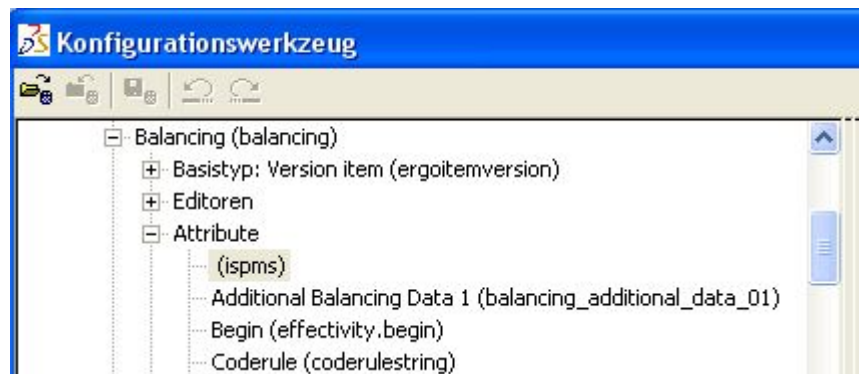 Konfigurationswerkzeug
Balancing (balancing)
Basistyp: Version item (ergoitemversion)
Editoren
Attribute
(ispms)
Additional Balancing Data 1 (balancing_additional_data_01)
Begin (effectivity.begin)
Coderule (coderulestring)